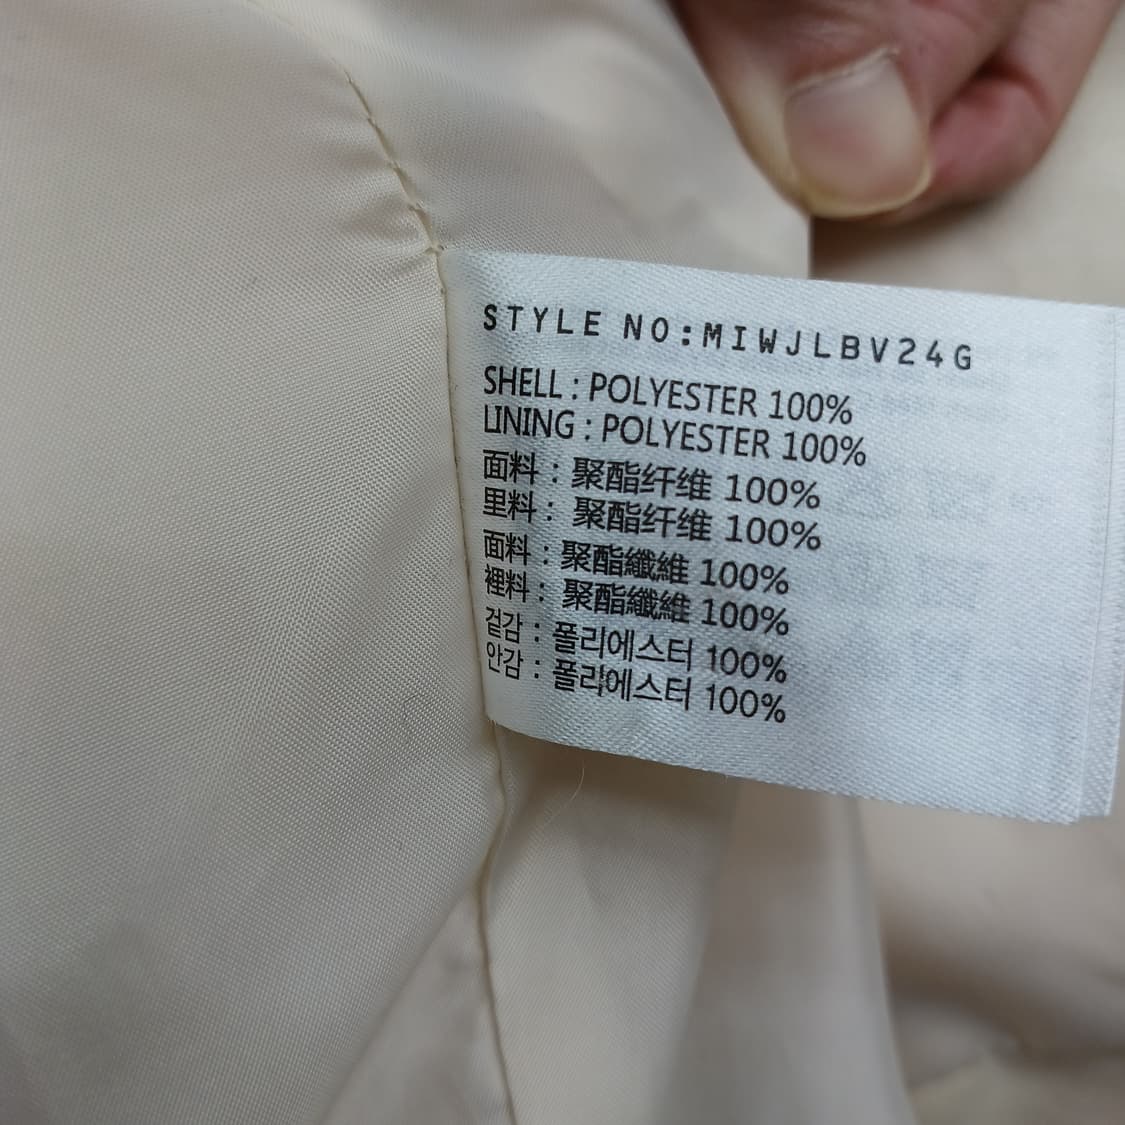 STYLE NO:MIWJLBV24G
SHELL : POLYESTER 100%
LINING : POLYESTER 100%
面料 : 聚酯纤维 100%
里料 : 聚酯纤维 100%
面料 : 聚酯纖維 100%
裡料 : 聚酯纖維 100%
겉감 : 폴리에스터 100%
안감 : 폴리에스터 100%